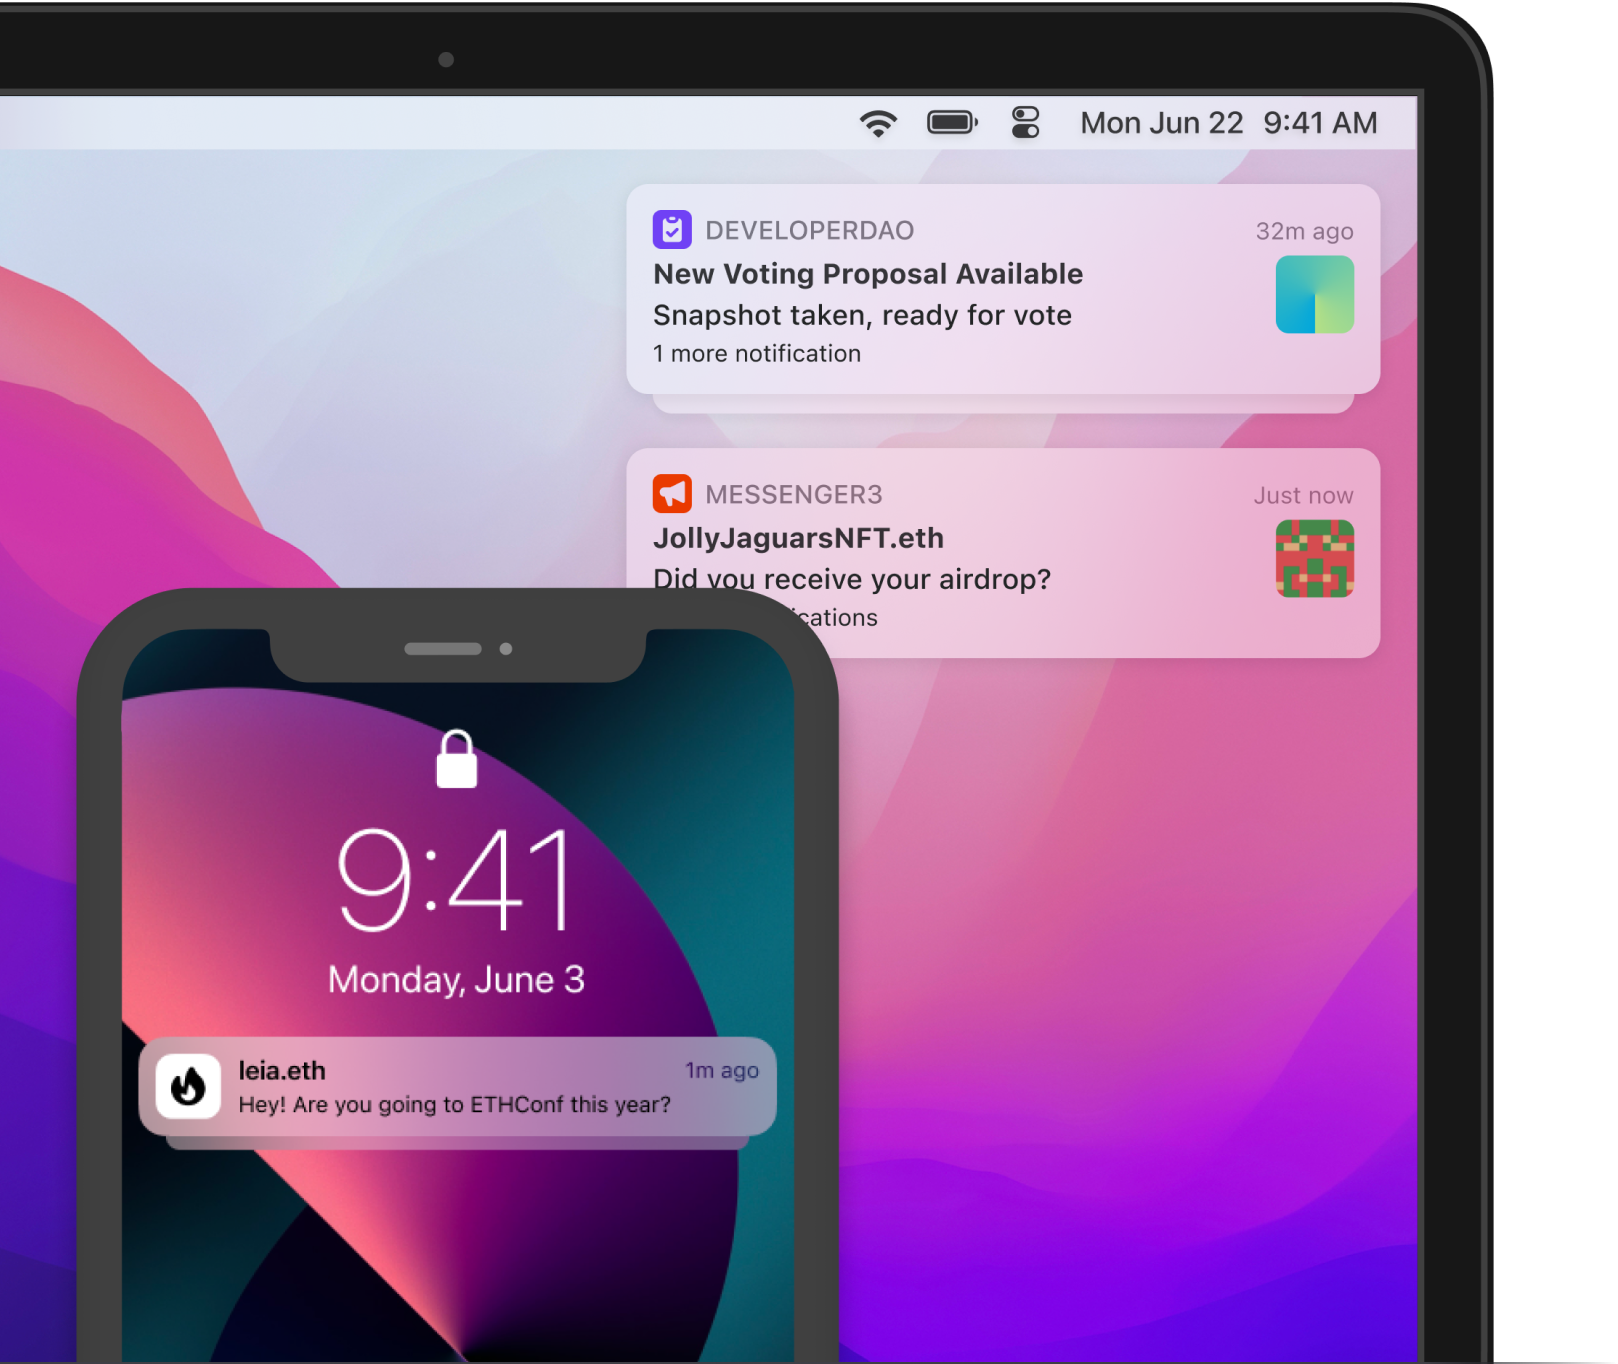 Mon Jun 22 9:41 AM
DEVELOPERDAO 32m ago
New Voting Proposal Available
Snapshot taken, ready for vote
1 more notification
MESSENGER3 Just now
JollyJaguarsNFT.eth
Did you receive your airdrop?
9:41
Monday, June 3
leia.eth 1m ago
Hey! Are you going to ETHConf this year?